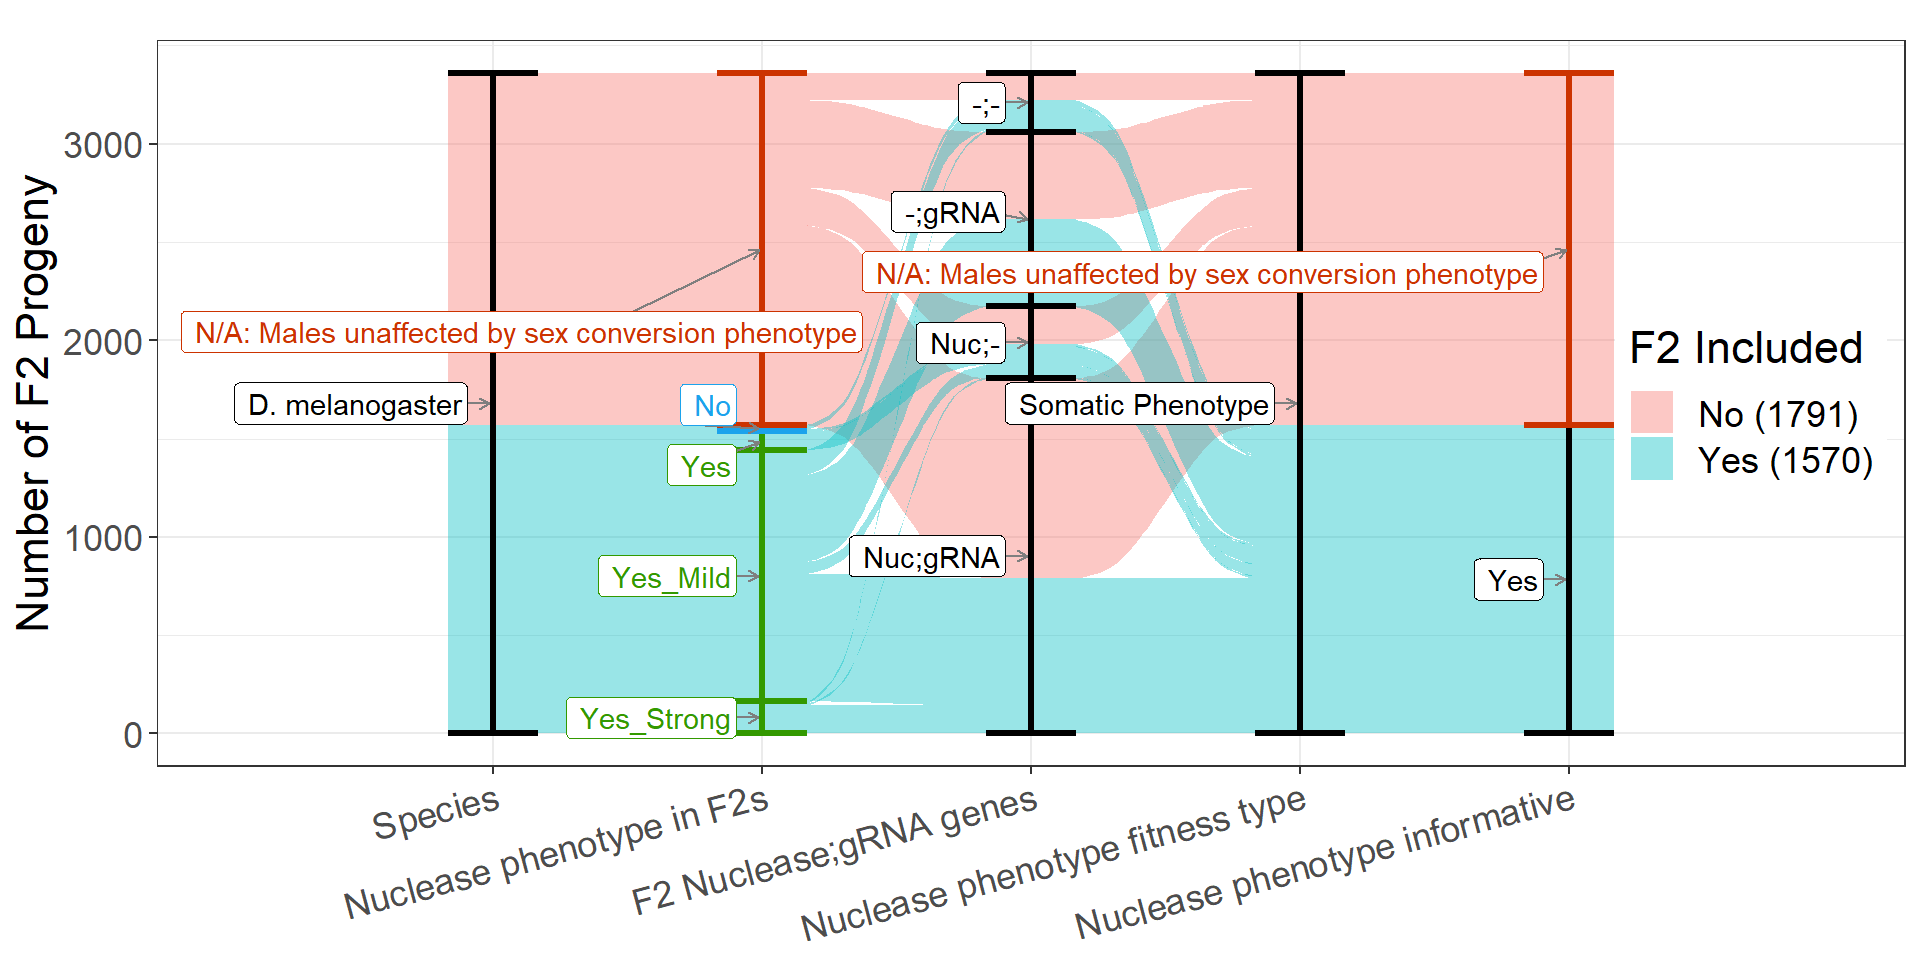 Number of F2 Progeny
3000
2000
1000
0
-;-
-;gRNA
N/A: Males unaffected by sex conversion phenotype
N/A: Males unaffected by sex conversion phenotype
Nuc;-
D. melanogaster
No
Somatic Phenotype
Yes
Nuc;gRNA
Yes_Mild
Yes
Yes_Strong
F2 Included
No (1791)
Yes (1570)
Species
Nuclease phenotype in F2s
F2 Nuclease;gRNA genes
Nuclease phenotype fitness type
Nuclease phenotype informative